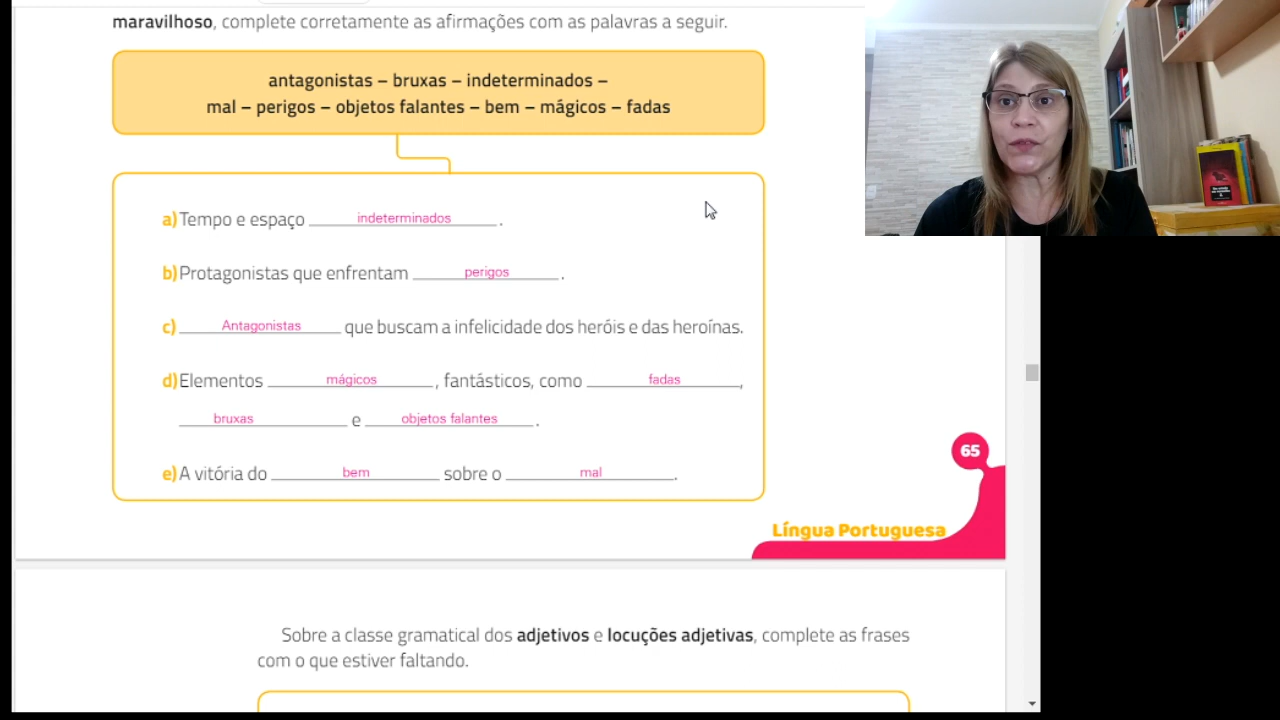 maravilhoso, complete corretamente as afirmações com as palavras a seguir.
antagonistas – bruxas – indeterminados –
mal – perigos – objetos falantes – bem – mágicos – fadas
a) Tempo e espaço indeterminados.
b) Protagonistas que enfrentam perigos.
c) Antagonistas que buscam a infelicidade dos heróis e das heroínas.
d) Elementos mágicos, fantásticos, como fadas,
bruxas e objetos falantes.
e) A vitória do bem sobre o mal.
65
Língua Portuguesa
Sobre a classe gramatical dos adjetivos e locuções adjetivas, complete as frases
com o que estiver faltando.